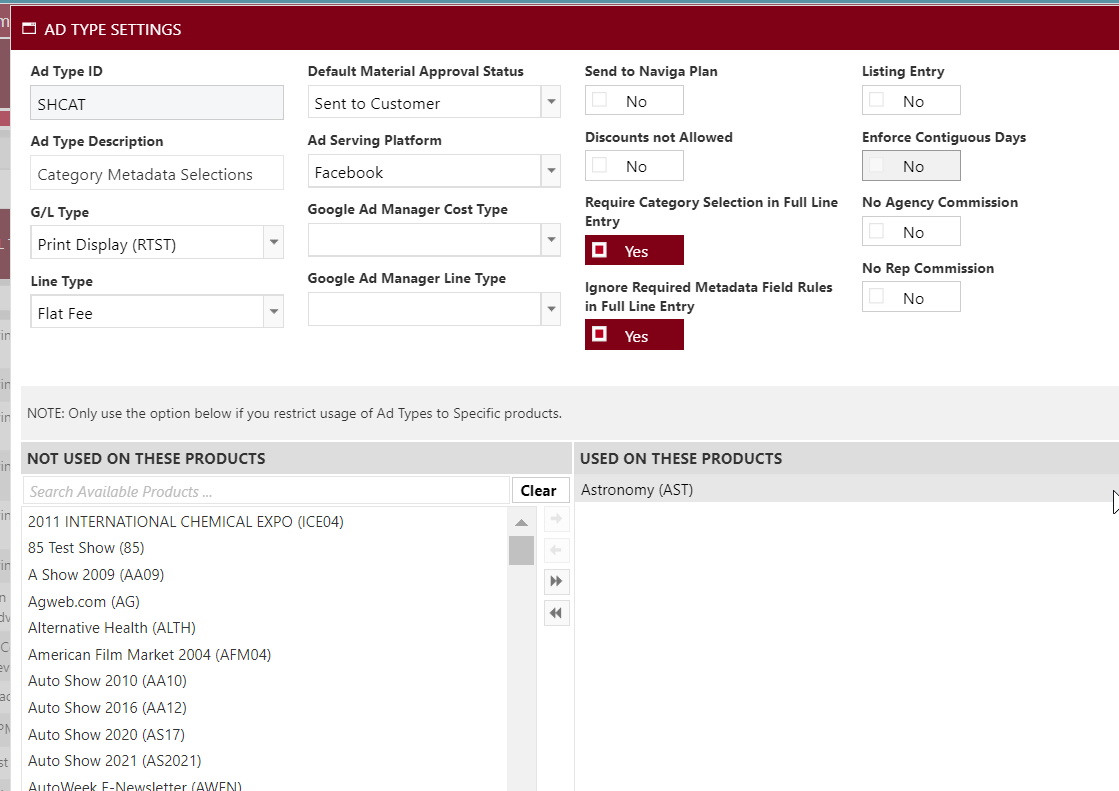 AD TYPE SETTINGS
Ad Type ID
SHCAT
Ad Type Description
Category Metadata Selections
G/L Type
Print Display (RTST)
Line Type
Flat Fee
Default Material Approval Status
Sent to Customer
Ad Serving Platform
Facebook
Google Ad Manager Cost Type
Google Ad Manager Line Type
Send to Naviga Plan
No
Discounts not Allowed
No
Require Category Selection in Full Line
Entry
Yes
Ignore Required Metadata Field Rules
in Full Line Entry
Yes
Listing Entry
No
Enforce Contiguous Days
No
No Agency Commission
No
No Rep Commission
No
NOTE: Only use the option below if you restrict usage of Ad Types to Specific products.
NOT USED ON THESE PRODUCTS
Search Available Products ...
Clear
2011 INTERNATIONAL CHEMICAL EXPO (ICE04)
85 Test Show (85)
A Show 2009 (AA09)
Agweb.com (AG)
Alternative Health (ALTH)
American Film Market 2004 (AFM04)
Auto Show 2010 (AA10)
Auto Show 2016 (AA12)
Auto Show 2020 (AS17)
Auto Show 2021 (AS2021)
AutoWeek E-Newsletter (AWEN)
USED ON THESE PRODUCTS
Astronomy (AST)